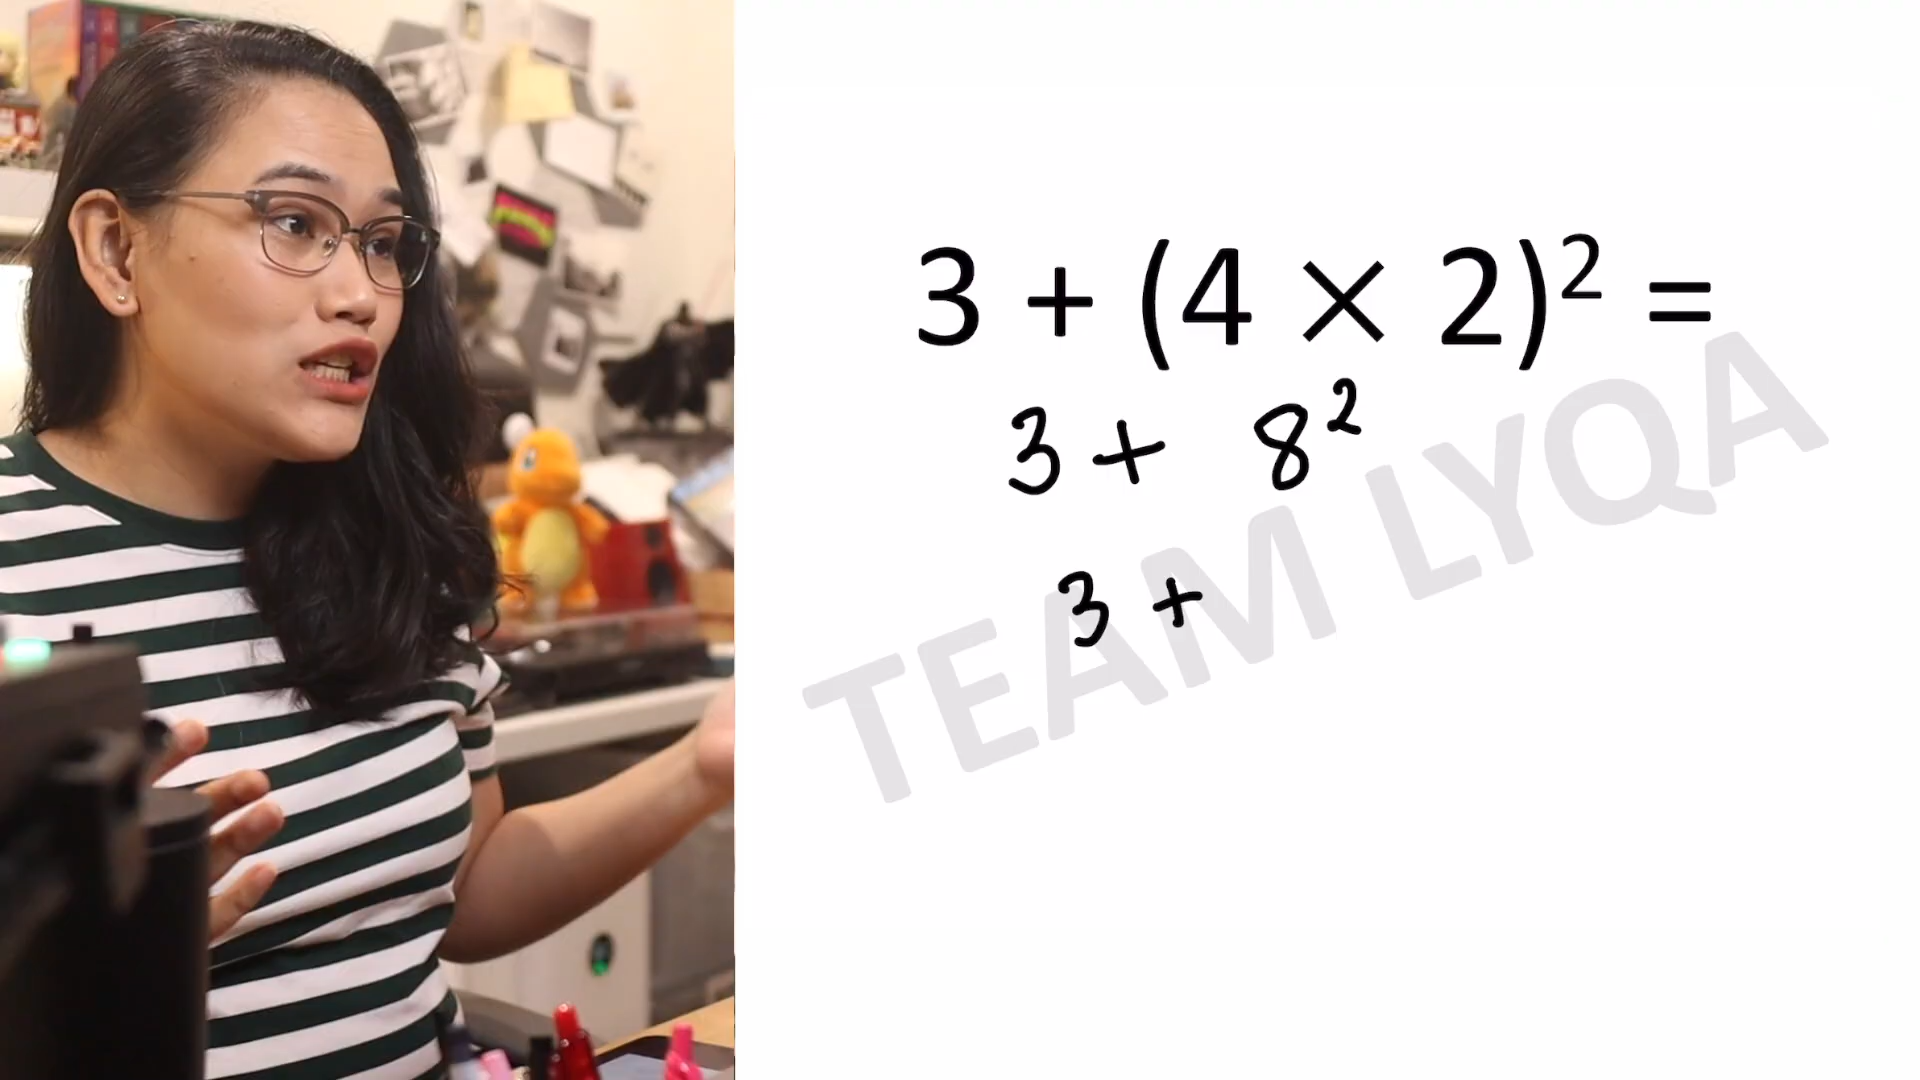 3 + (4 × 2)² =
3 + 8²
3 +
TEAM LYQA